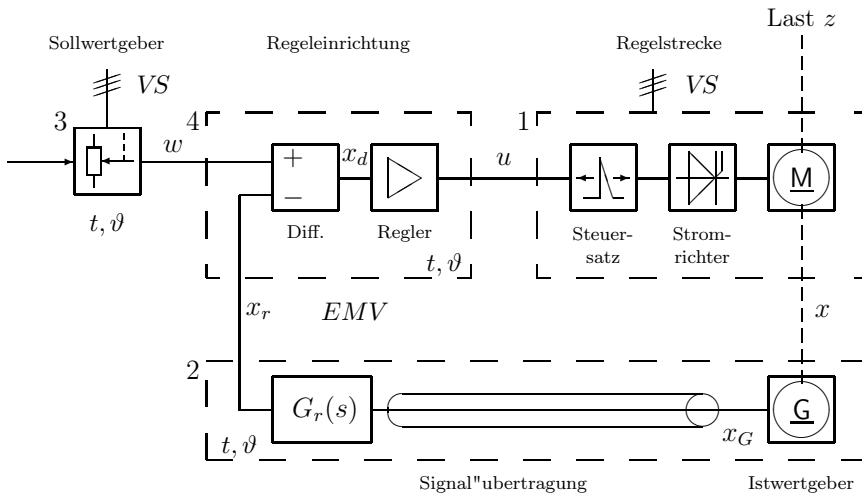 Last z
Sollwertgeber
Regeleinrichtung
Regelstrecke
VS
VS
3
4
1
w
+
−
x_d
u
M
t, ϑ
Diff.
Regler
Steuer-
satz
Strom-
richter
t, ϑ
x_r
EMV
x
2
G_r(s)
G
t, ϑ
x_G
Signal"ubertragung
Istwertgeber